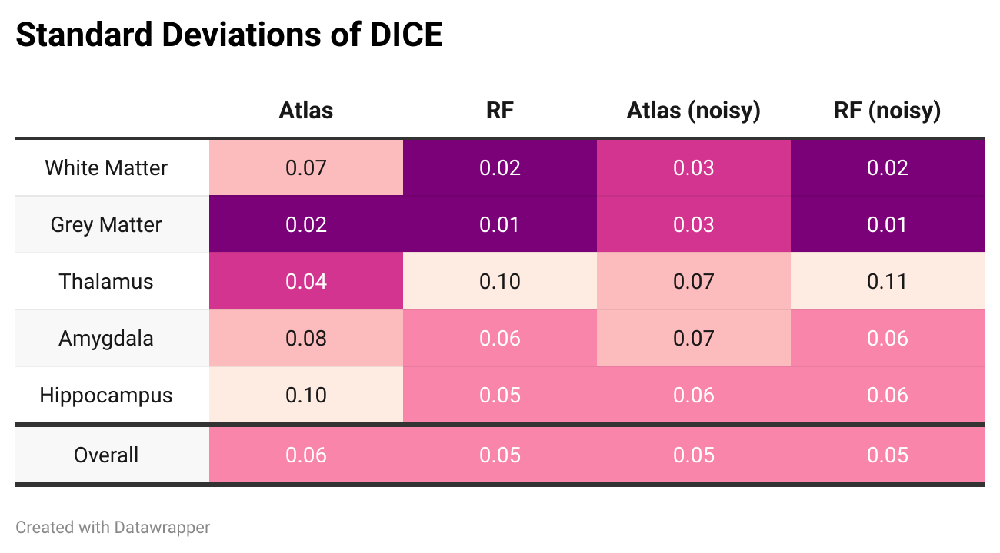 Standard Deviations of DICE
Atlas RF Atlas (noisy) RF (noisy)
White Matter 0.07 0.02 0.03 0.02
Grey Matter 0.02 0.01 0.03 0.01
Thalamus 0.04 0.10 0.07 0.11
Amygdala 0.08 0.06 0.07 0.06
Hippocampus 0.10 0.05 0.06 0.06
Overall 0.06 0.05 0.05 0.05
Created with Datawrapper